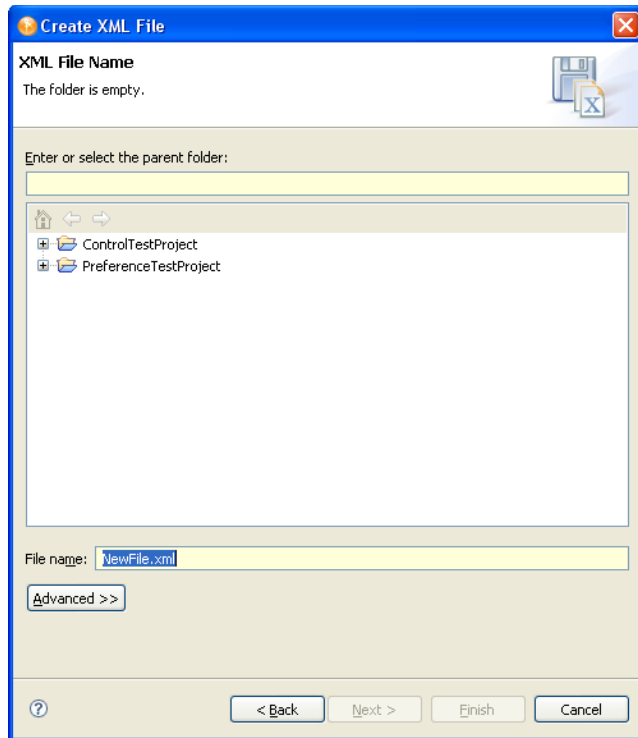 Create XML File
XML File Name
The folder is empty.
X
Enter or select the parent folder:
ControlTestProject
PreferenceTestProject
File name: NewFile.xml
Advanced >>
? < Back Next > Finish Cancel